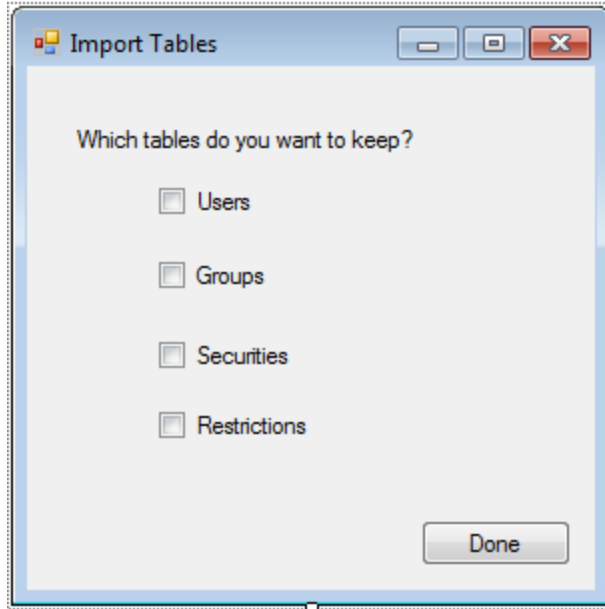 Import Tables
Which tables do you want to keep?
Users
Groups
Securities
Restrictions
Done